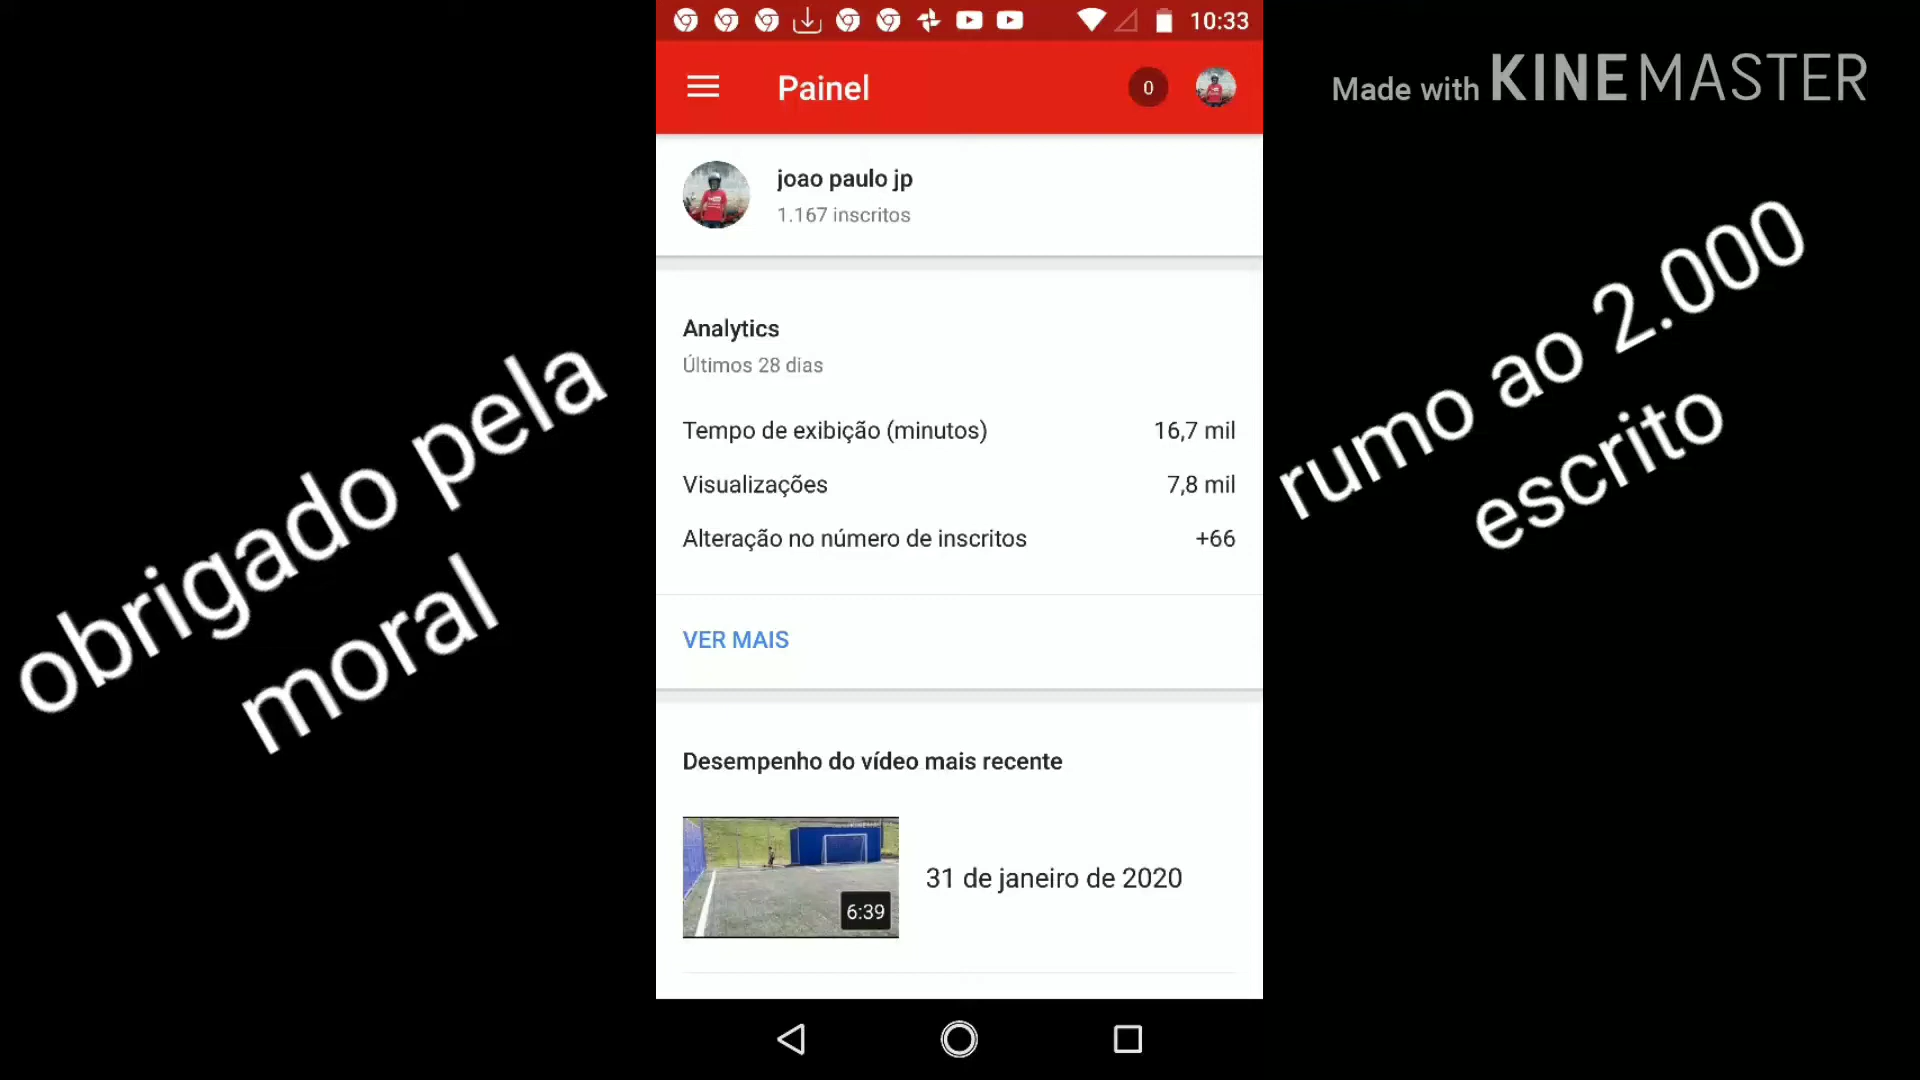 10:33
Painel
0
Made with KINEMASTER
joao paulo jp
1.167 inscritos
Analytics
Últimos 28 dias
Tempo de exibição (minutos) 16,7 mil
Visualizações 7,8 mil
Alteração no número de inscritos +66
VER MAIS
Desempenho do vídeo mais recente
6:39
31 de janeiro de 2020
obrigado pela
moral
rumo ao 2.000
escrito